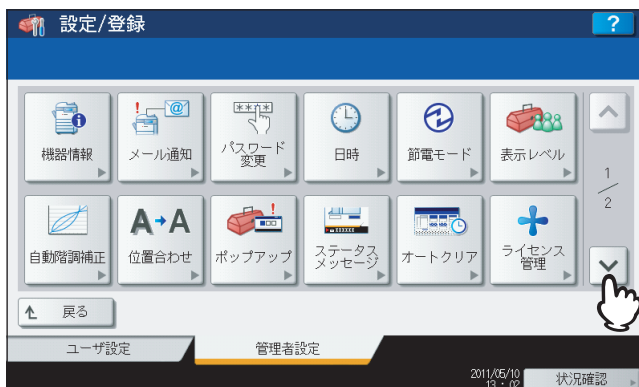 設定/登録
?
機器情報
! @
メール通知
****
パスワード
変更
日時
節電モード
表示レベル
1
2
自動階調補正
A→A
位置合わせ
!
ポップアップ
ステータス
メッセージ
オートクリア
ライセンス
管理
戻る
ユーザ設定
管理者設定
2011/05/10
13:02
状況確認